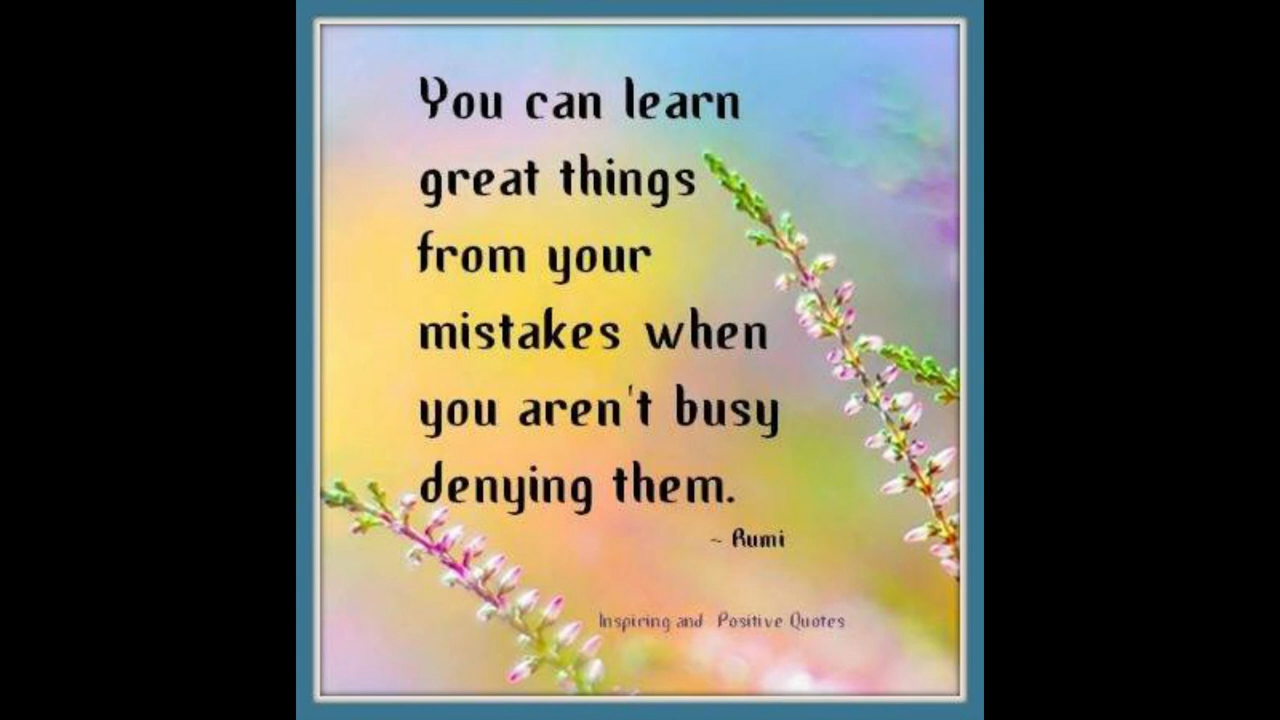 You can learn
great things
from your
mistakes when
you aren't busy
denying them.
~ Rumi
Inspiring and Positive Quotes